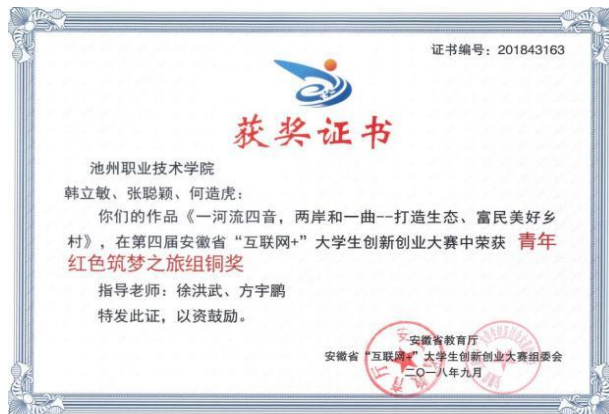 证书编号：201843163
获奖证书
池州职业技术学院
韩立敏、张聪颖、何造虎：
你们的作品《一河流四音，两岸和一曲--打造生态、富民美好乡
村》，在第四届安徽省“互联网+”大学生创新创业大赛中荣获 青年
红色筑梦之旅组铜奖
指导老师：徐洪武、方宇鹏
特发此证，以资鼓励。
安徽省教育厅
安徽省“互联网+”大学生创新创业大赛组委会
二〇一八年九月